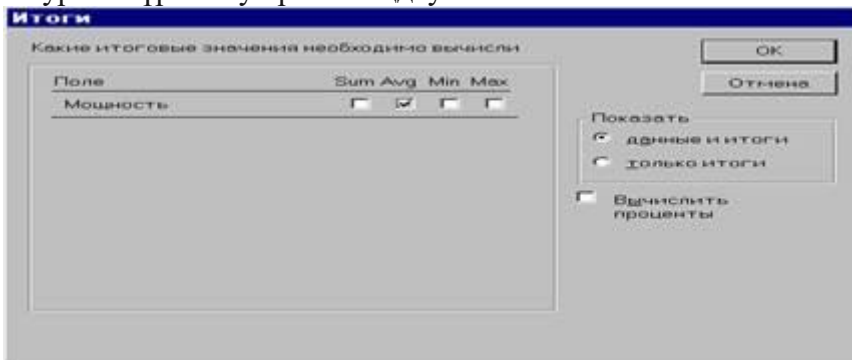 Итоги
Какие итоговые значения необходимо вычисли
OK
Отмена
Поле Sum Avg Min Max
Мощность
Показать
данные и итоги
только итоги
Вычислить
проценты